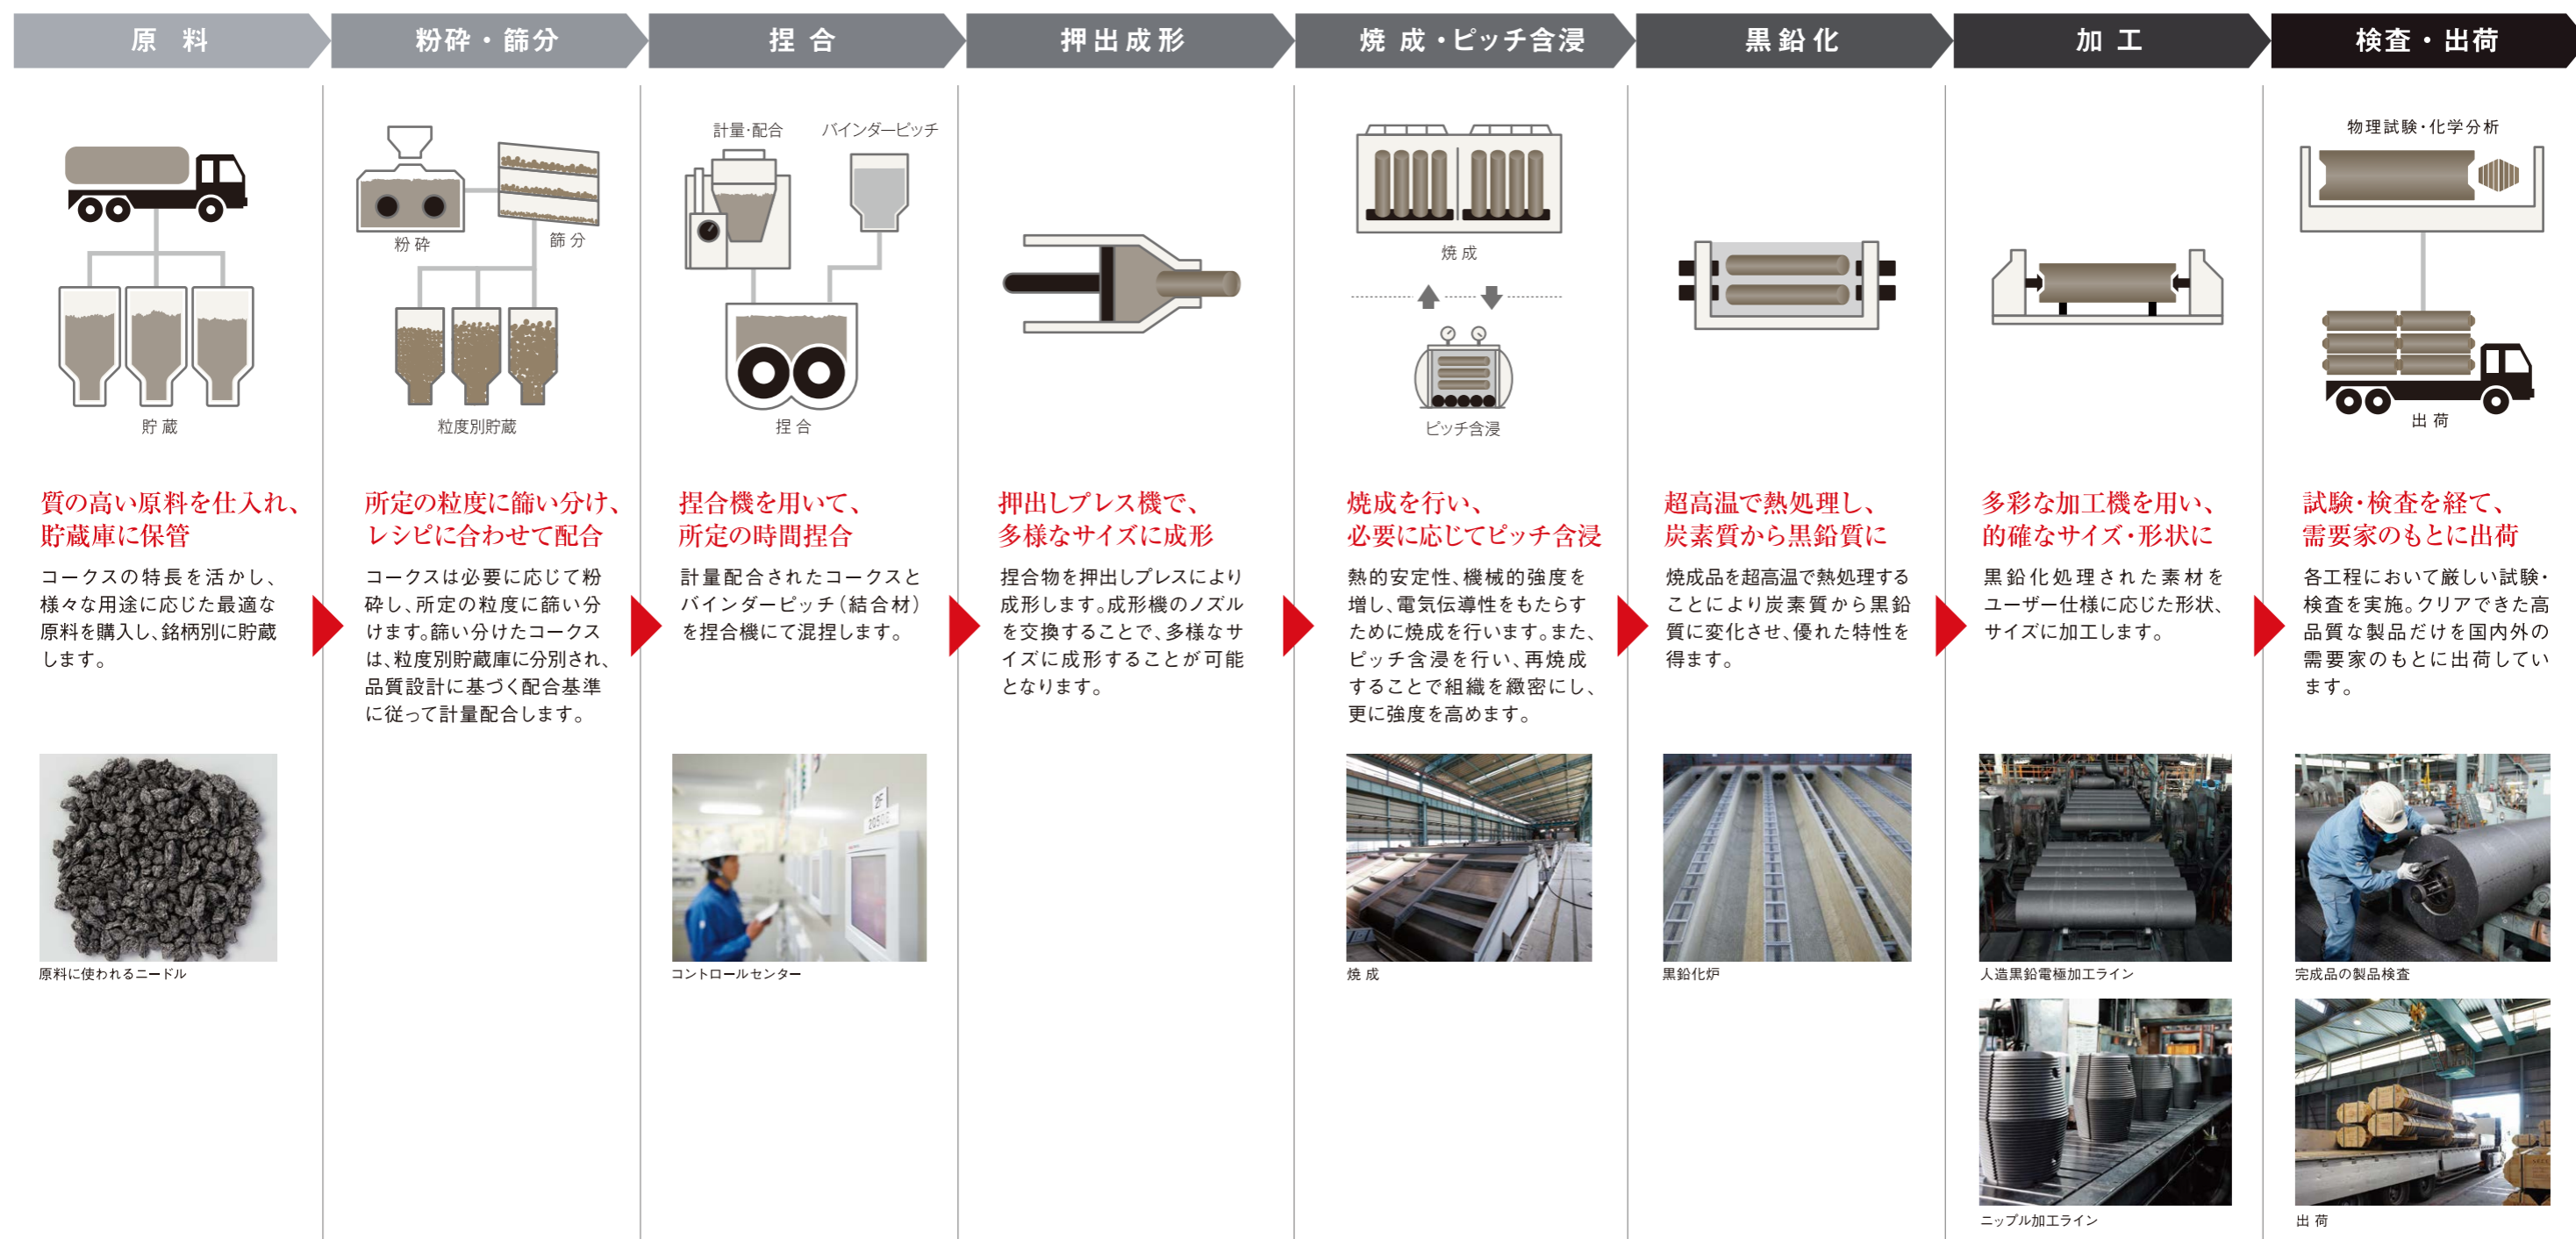 原 料
粉砕・篩分
捏 合
押出成形
焼 成・ピッチ含浸
黒鉛化
加 工
検査・出荷
貯 蔵
質の高い原料を仕入れ、
貯蔵庫に保管
コークスの特長を活かし、
様々な用途に応じた最適な
原料を購入し、銘柄別に貯蔵
します。
原料に使われるニードル
粉 砕
篩 分
粒度別貯蔵
所定の粒度に篩い分け、
レシピに合わせて配合
コークスは必要に応じて粉
砕し、所定の粒度に篩い分
けます。篩い分けたコークス
は、粒度別貯蔵庫に分別され、
品質設計に基づく配合基準
に従って計量配合します。
計量・配合
バインダーピッチ
捏 合
捏合機を用いて、
所定の時間捏合
計量配合されたコークスと
バインダーピッチ（結合材）
を捏合機にて混捏します。
2F
コントロールセンター
押出しプレス機で、
多様なサイズに成形
捏合物を押出しプレスにより
成形します。成形機のノズル
を交換することで、多様なサ
イズに成形することが可能
となります。
焼 成
ピッチ含浸
焼成を行い、
必要に応じてピッチ含浸
熱的安定性、機械的強度を
増し、電気伝導性をもたらす
ために焼成を行います。また、
ピッチ含浸を行い、再焼成
することで組織を緻密にし、
更に強度を高めます。
焼 成
超高温で熱処理し、
炭素質から黒鉛質に
焼成品を超高温で熱処理する
ことにより炭素質から黒鉛
質に変化させ、優れた特性を
得ます。
黒鉛化炉
多彩な加工機を用い、
的確なサイズ・形状に
黒鉛化処理された素材を
ユーザー仕様に応じた形状、
サイズに加工します。
人造黒鉛電極加工ライン
ニップル加工ライン
物理試験・化学分析
出 荷
試験・検査を経て、
需要家のもとに出荷
各工程において厳しい試験・
検査を実施。クリアできた高
品質な製品だけを国内外の
需要家のもとに出荷してい
ます。
完成品の製品検査
出 荷